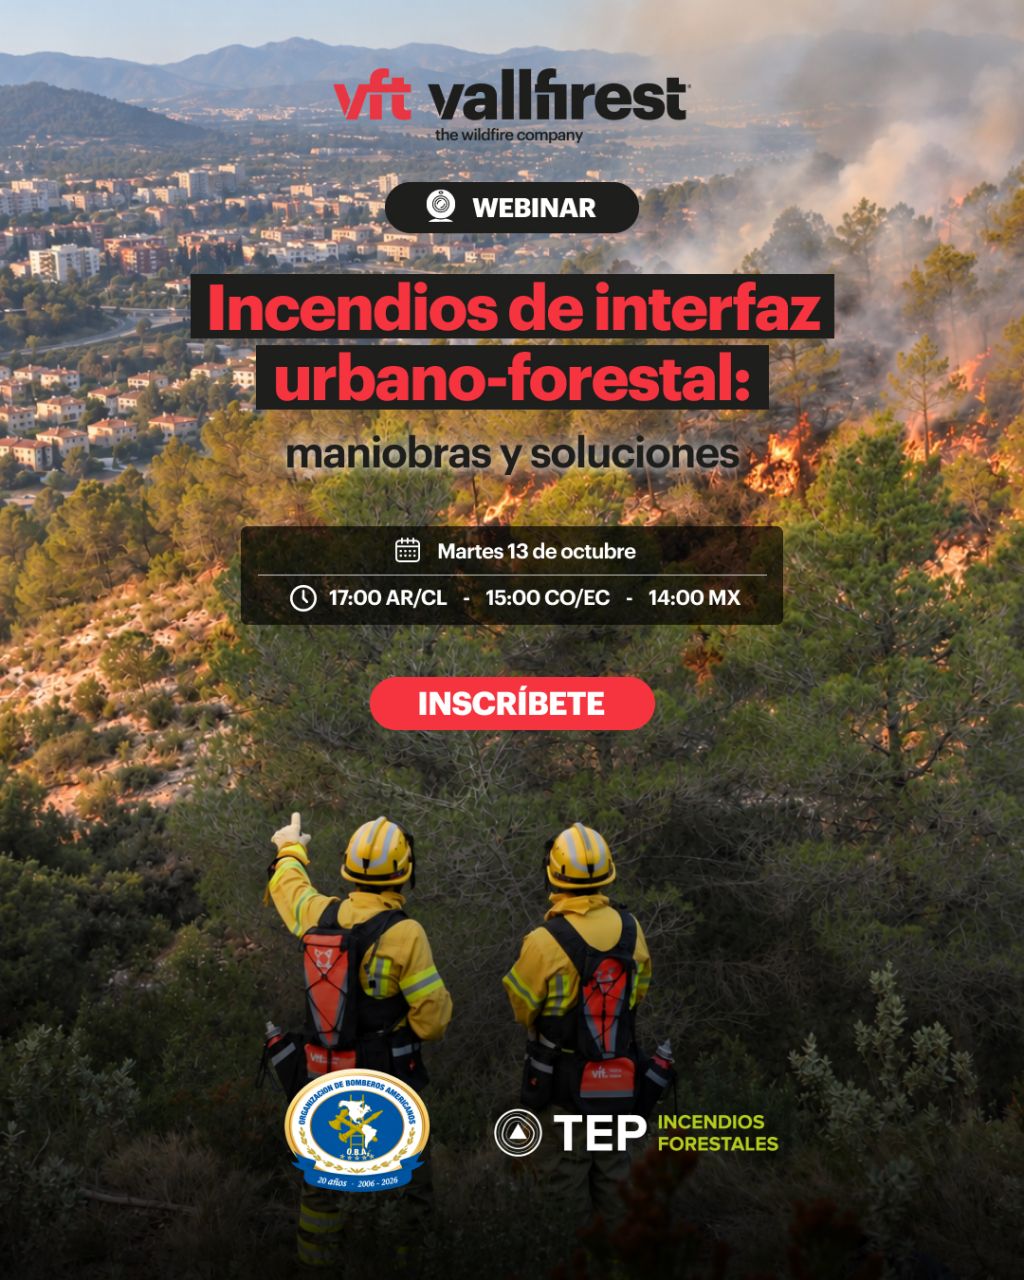 vft vallfirest
the wildfire company
WEBINAR
Incendios de interfaz
urbano-forestal:
maniobras y soluciones
Martes 13 de octubre
17:00 AR/CL - 15:00 CO/EC - 14:00 MX
INSCRÍBETE
vft
vft
ORGANIZACIÓN DE BOMBEROS AMERICANOS
O.B.A.
20 años · 2006 - 2026
TEP INCENDIOS
FORESTALES